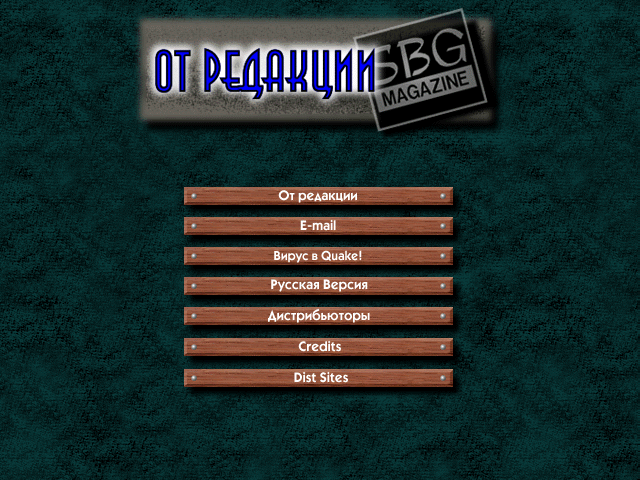 ОТ РЕДАКЦИИ
SBG
MAGAZINE
От редакции
E-mail
Вирус в Quake!
Русская Версия
Дистрибьюторы
Credits
Dist Sites